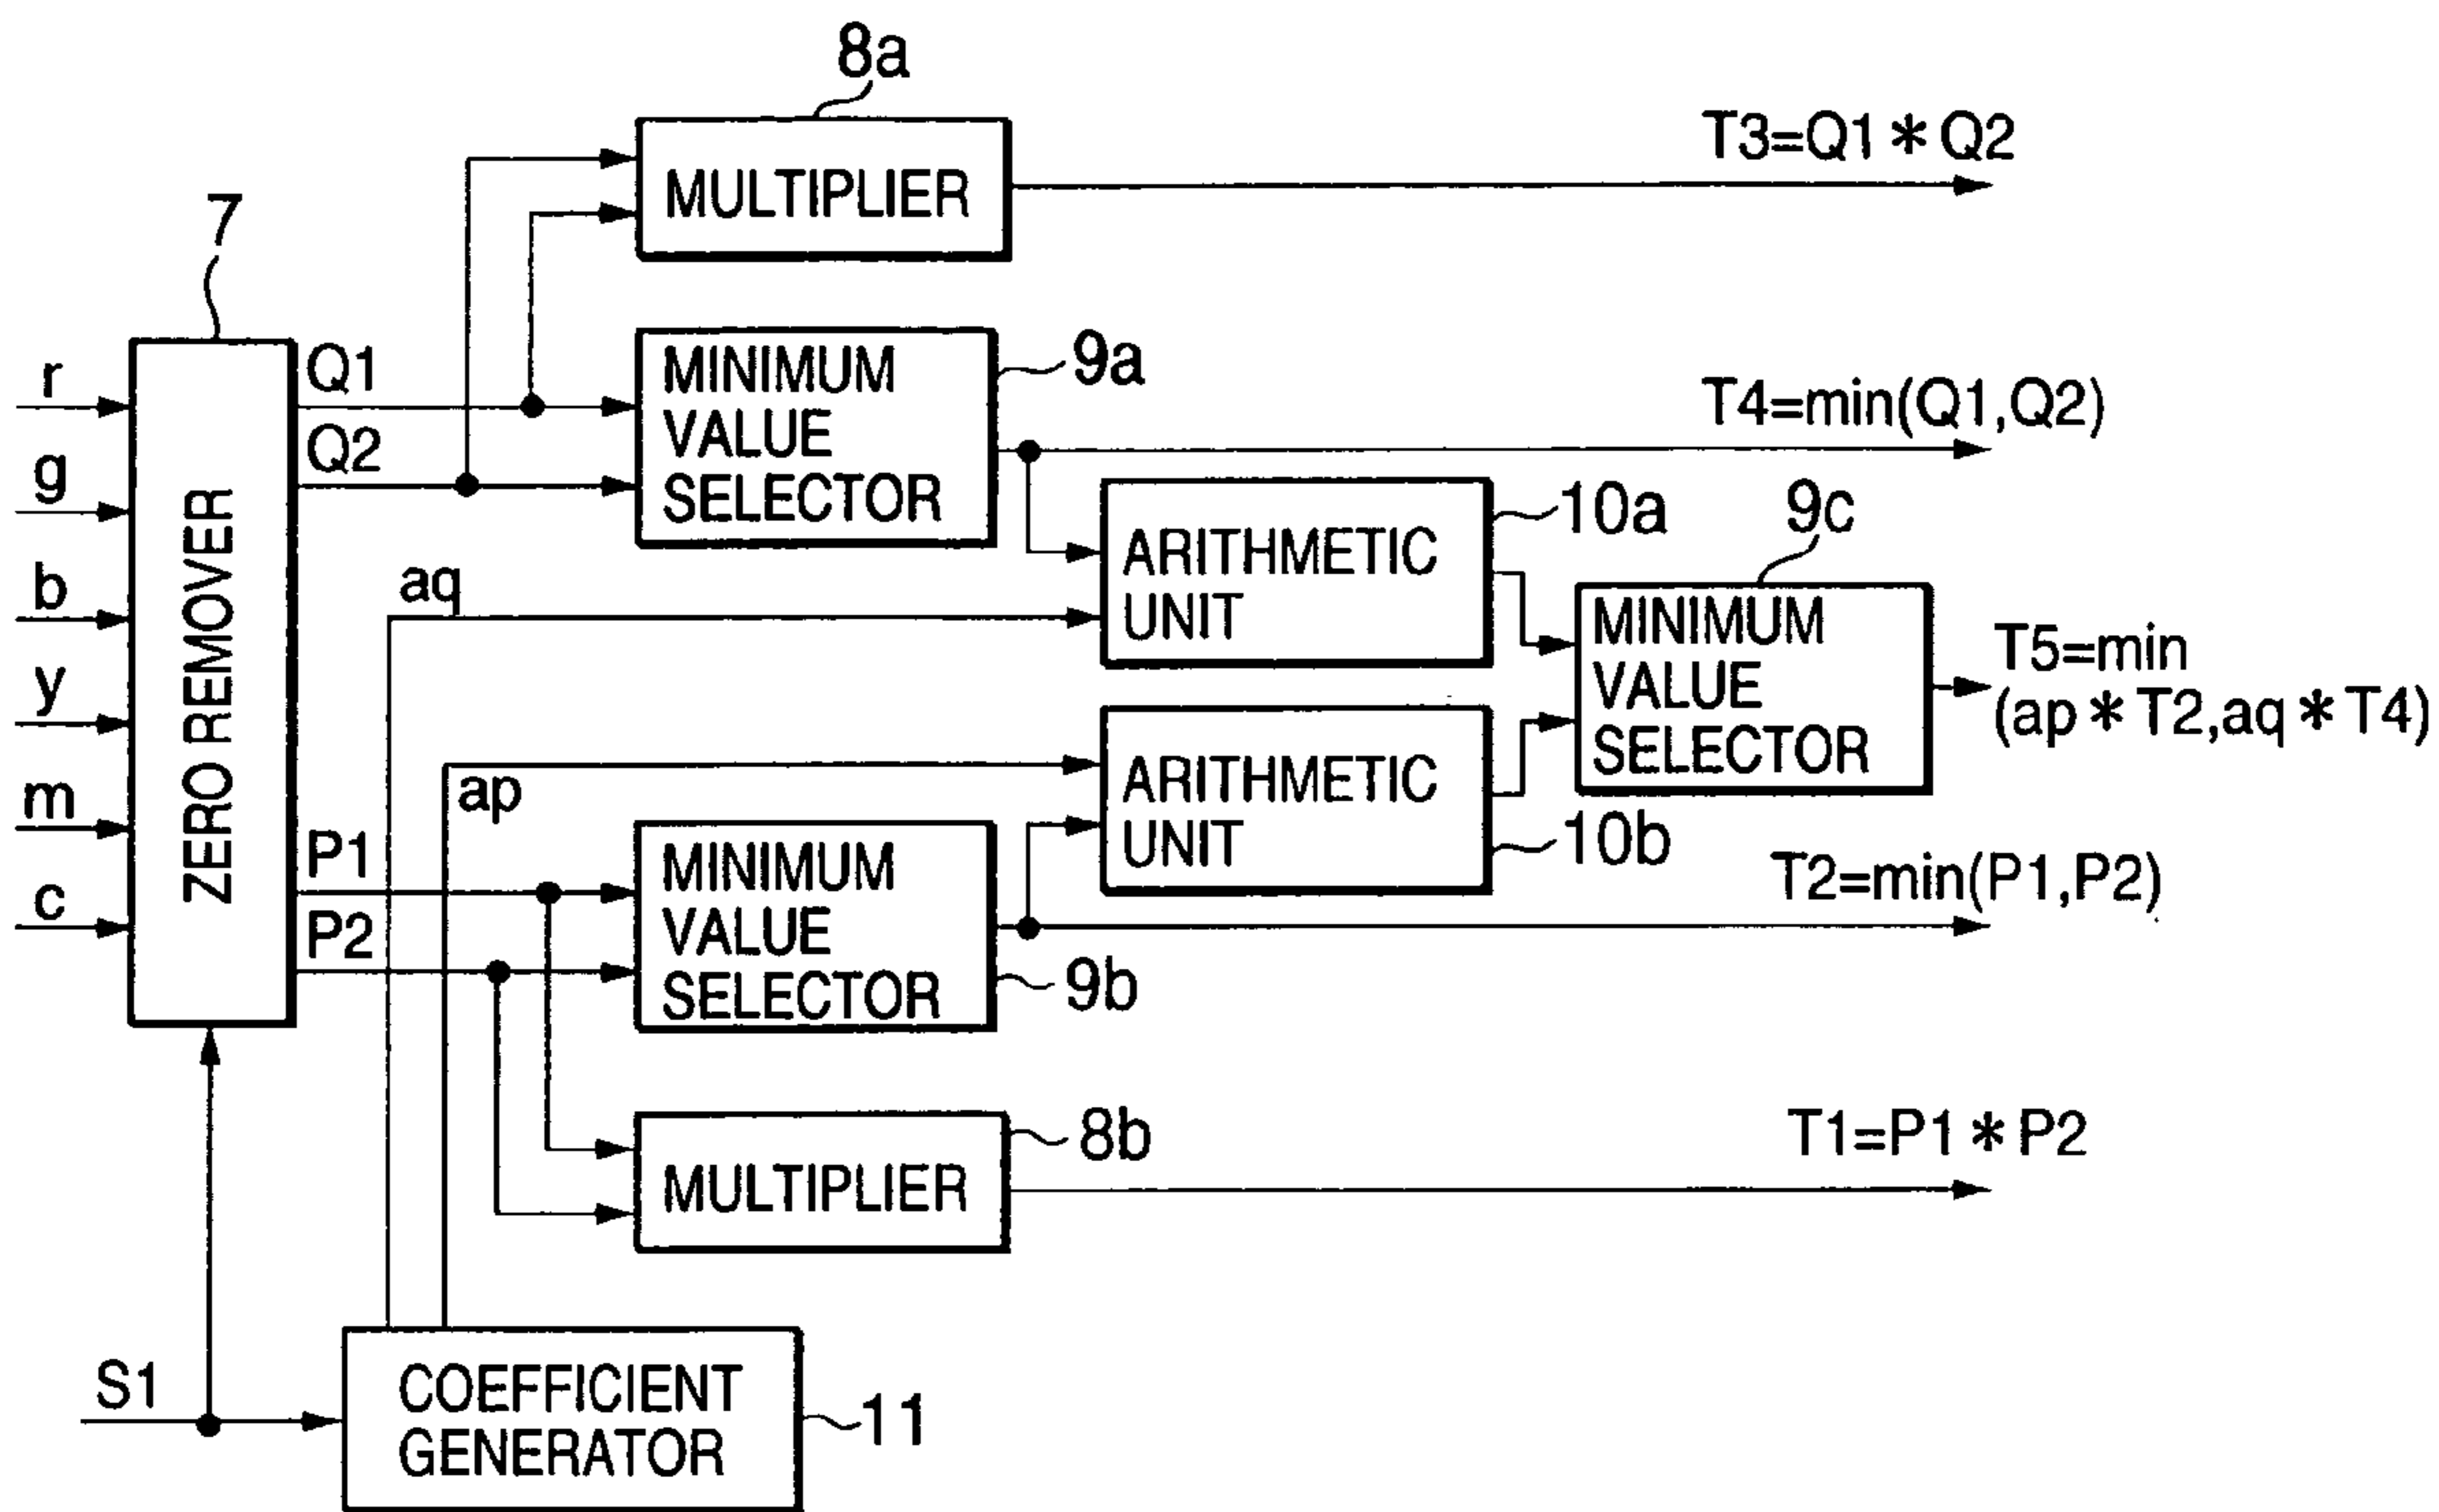 8a
MULTIPLIER
T3=Q1*Q2
7
r
g
b
y
m
c
ZERO REMOVER
Q1
Q2
MINIMUM
VALUE
SELECTOR
9a
T4=min(Q1,Q2)
aq
ARITHMETIC
UNIT
10a
9c
MINIMUM
VALUE
SELECTOR
T5=min
(ap*T2,aq*T4)
ap
ARITHMETIC
UNIT
10b
P1
P2
MINIMUM
VALUE
SELECTOR
9b
T2=min(P1,P2)
MULTIPLIER
8b
T1=P1*P2
S1
COEFFICIENT
GENERATOR
11